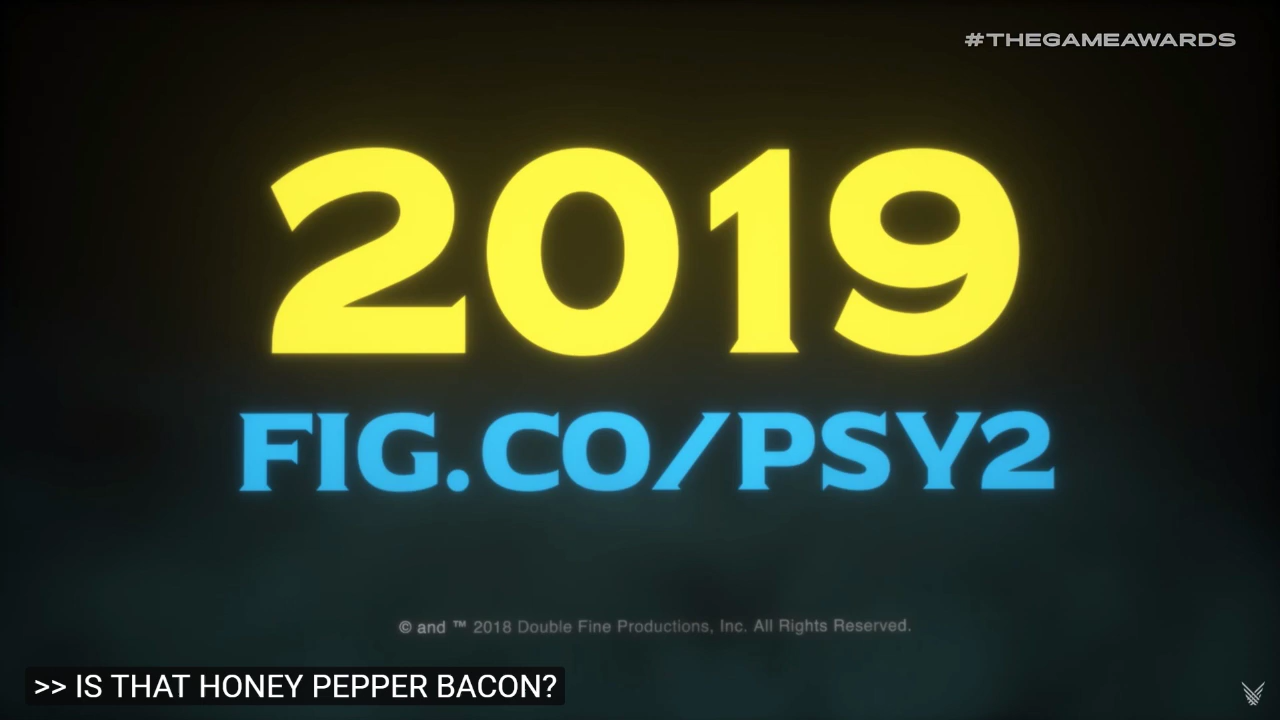 #THEGAMEAWARDS
2019
FIG.CO/PSY2
© and ™ 2018 Double Fine Productions, Inc. All Rights Reserved.
>> IS THAT HONEY PEPPER BACON?